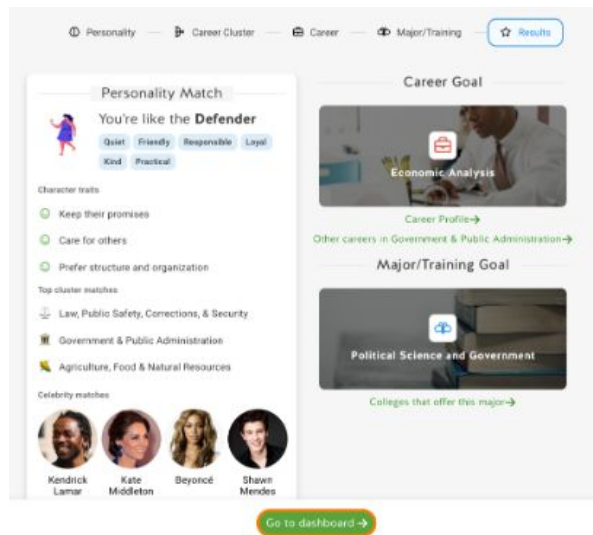 Personality
Career Cluster
Career
Major/Training
Results
Personality Match
You're like the Defender
Quiet Friendly Responsible Loyal
Kind Practical
Character traits
Keep their promises
Care for others
Prefer structure and organization
Top cluster matches
Law, Public Safety, Corrections, & Security
Government & Public Administration
Agriculture, Food & Natural Resources
Celebrity matches
Kendrick
Lamar
Kate
Middleton
Beyoncé
Shawn
Mendes
Career Goal
Economic Analysis
Career Profile→
Other careers in Government & Public Administration→
Major/Training Goal
Political Science and Government
Colleges that offer this major→
Go to dashboard →